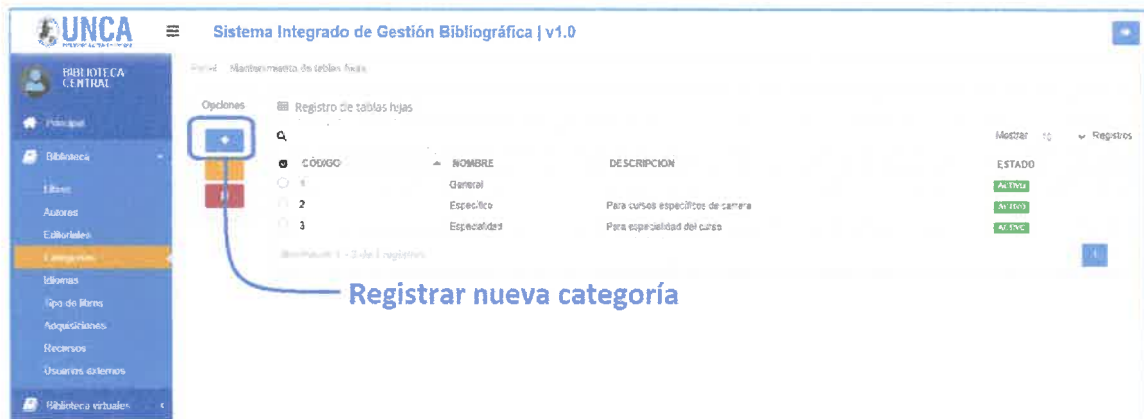 UNCA
Sistema Integrado de Gestión Bibliográfica | v1.0
BIBLIOTECA
CENTRAL
Mantenimiento de tablas hijas
Principal
Biblioteca
Libros
Autores
Editoriales
Categorías
Idiomas
Tipo de libros
Adquisiciones
Recursos
Usuarios externos
Biblioteca virtuales
Opciones
Registro de tablas hijas
Mostrar 10 Registros
CÓDIGO NOMBRE DESCRIPCION ESTADO
1 General ACTIVO
2 Específico Para cursos específicos de carrera ACTIVO
3 Especialidad Para especialidad del curso ACTIVO
Registrar nueva categoría